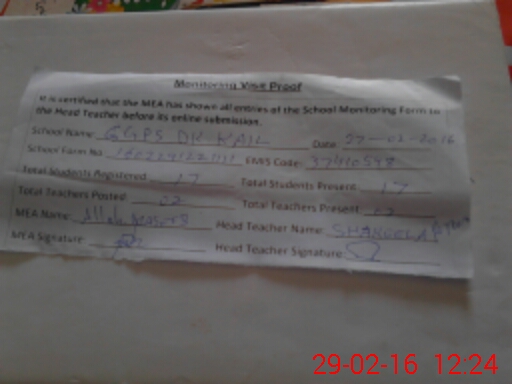 Monitoring Visit Proof
It is certified that the MEA has shown all entries of the School Monitoring Form to
the Head Teacher before its online submission.
School Name GGPS DK KAIL Date 27-02-2016
School Form No EMIS Code: 37410598
Total Students Registered 17 Total Students Present: 17
Total Teachers Posted 02 Total Teachers Present: 02
MEA Name: Head Teacher Name:
MEA Signature Head Teacher Signature
29-02-16 12:24